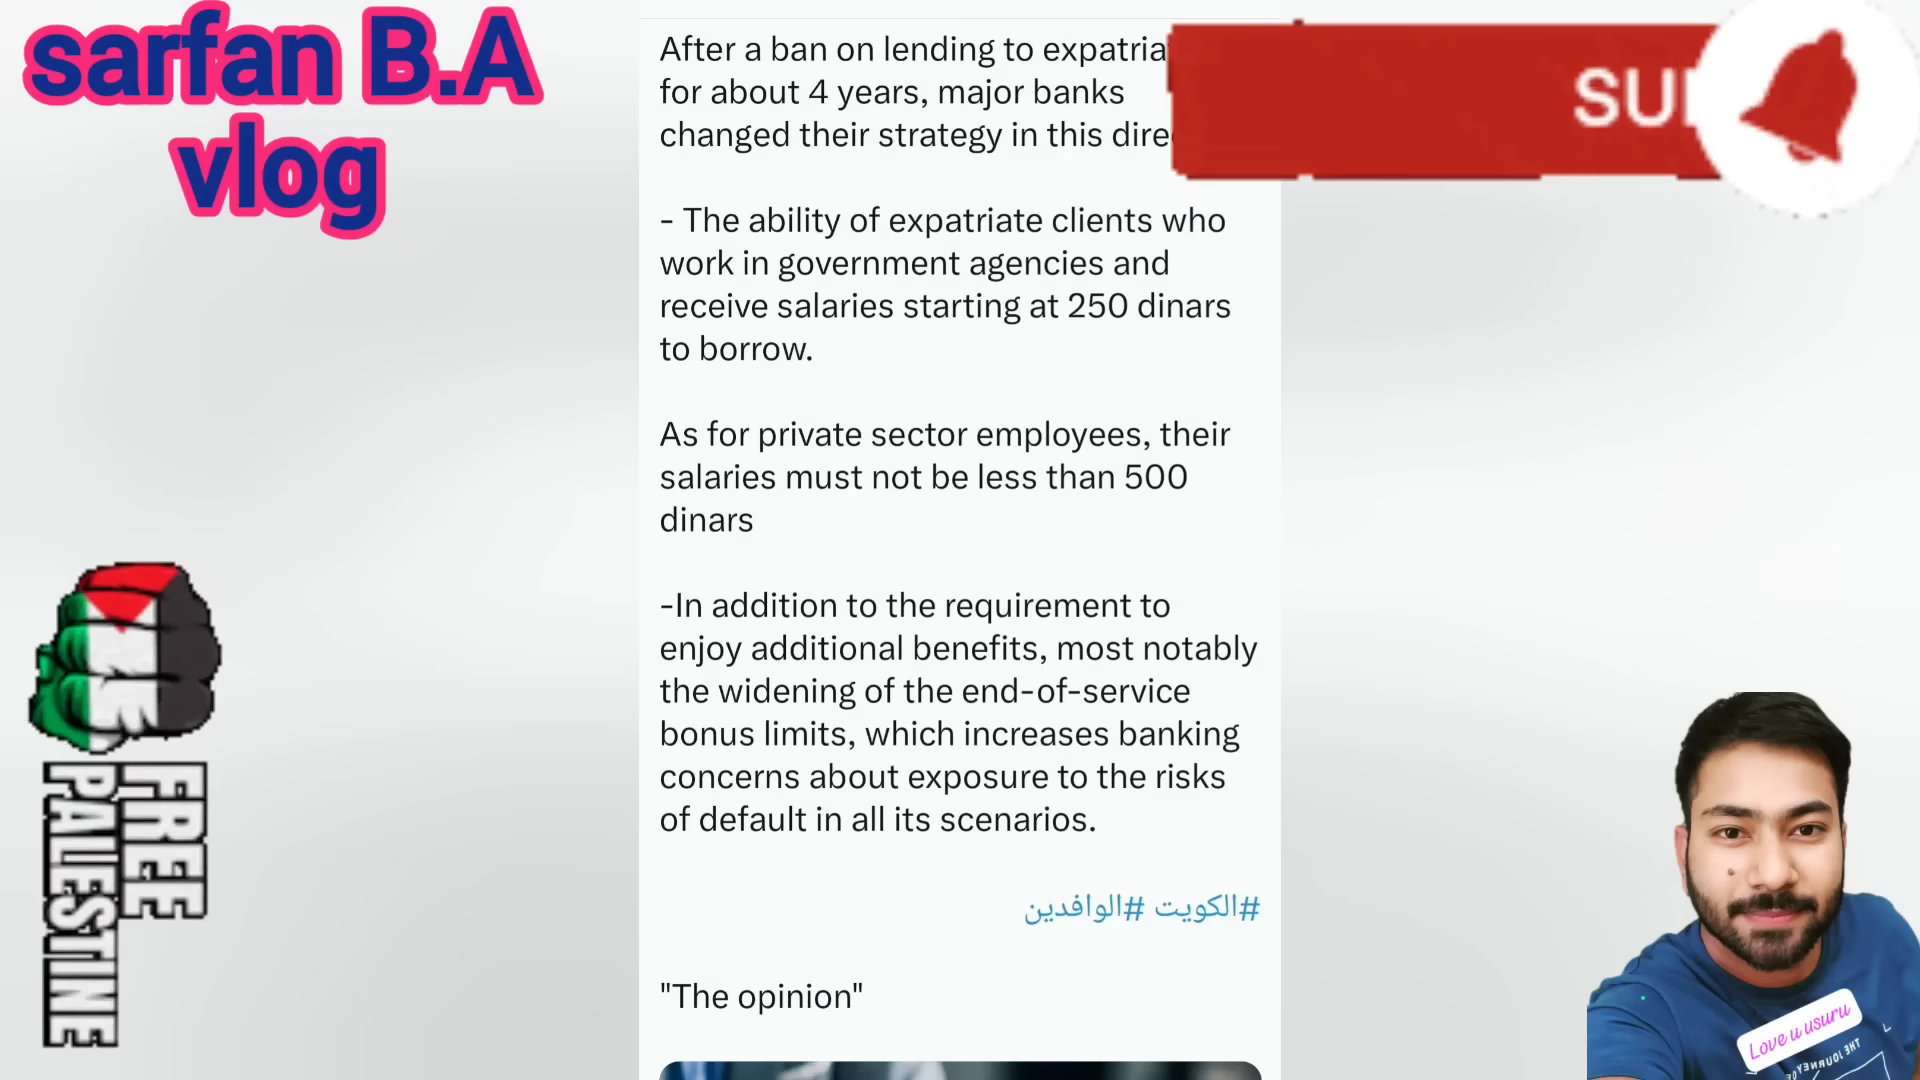 sarfan B.A
vlog
After a ban on lending to expatria
for about 4 years, major banks
changed their strategy in this dire
SU
- The ability of expatriate clients who
work in government agencies and
receive salaries starting at 250 dinars
to borrow.
As for private sector employees, their
salaries must not be less than 500
dinars
-In addition to the requirement to
enjoy additional benefits, most notably
the widening of the end-of-service
bonus limits, which increases banking
concerns about exposure to the risks
of default in all its scenarios.
#الكويت #الوافدين
"The opinion"
FREE
PALESTINE
Love u usuru
THE JOURNEY